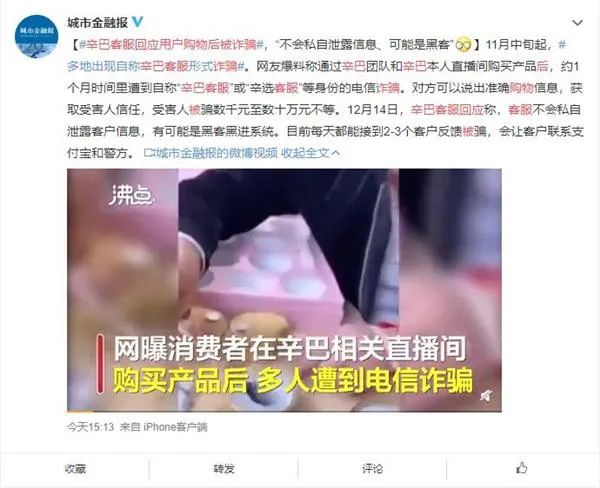 城市金融报
城市金融报
【#辛巴客服回应用户购物后被诈骗#，“不会私自泄露信息、可能是黑客”】11月中旬起，#
多地出现自称辛巴客服形式诈骗#。网友爆料称通过辛巴团队和辛巴本人直播间购买产品后，约1
个月时间里遭到自称“辛巴客服”或“辛选客服”等身份的电信诈骗。对方可以说出准确购物信息，获
取受害人信任，受害人被骗数千元至数十万元不等。12月14日，辛巴客服回应称，客服不会私
自泄露客户信息，有可能是黑客黑进系统。目前每天都能接到2-3个客户反馈被骗，会让客户联系支
付宝和警方。 城市金融报的微博视频 收起全文
沸点
网曝消费者在辛巴相关直播间
购买产品后 多人遭到电信诈骗
今天15:13 来自 iPhone客户端
收藏 转发 评论